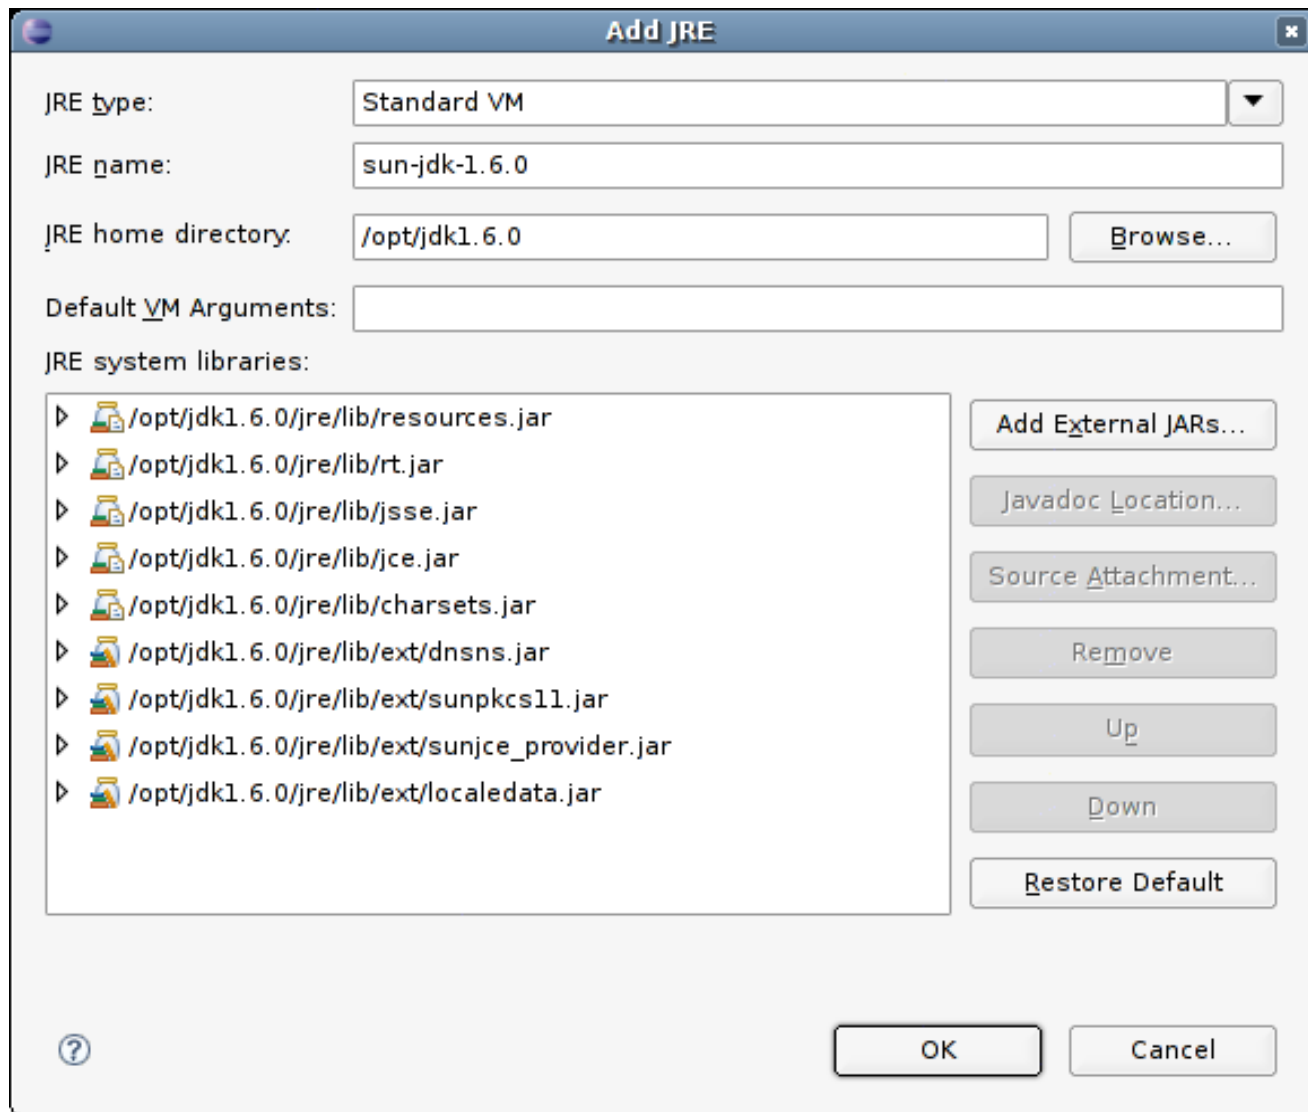 Add JRE
JRE type: Standard VM
JRE name: sun-jdk-1.6.0
JRE home directory: /opt/jdk1.6.0 Browse...
Default VM Arguments:
JRE system libraries:
/opt/jdk1.6.0/jre/lib/resources.jar
/opt/jdk1.6.0/jre/lib/rt.jar
/opt/jdk1.6.0/jre/lib/jsse.jar
/opt/jdk1.6.0/jre/lib/jce.jar
/opt/jdk1.6.0/jre/lib/charsets.jar
/opt/jdk1.6.0/jre/lib/ext/dnsns.jar
/opt/jdk1.6.0/jre/lib/ext/sunpkcs11.jar
/opt/jdk1.6.0/jre/lib/ext/sunjce_provider.jar
/opt/jdk1.6.0/jre/lib/ext/localedata.jar
Add External JARs...
Javadoc Location...
Source Attachment...
Remove
Up
Down
Restore Default
? OK Cancel